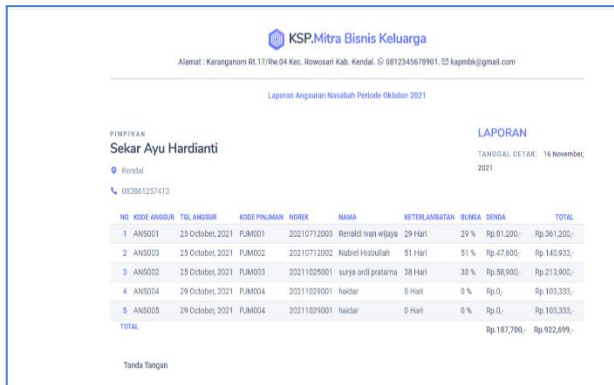 KSP.Mitra Bisnis Keluarga
Alamat : Karanganom Rt.17/Rw.04 Kec. Rowosari Kab. Kendal. 0812345678901. kapmbk@gmail.com
Laporan Angsuran Nasabah Periode Oktober 2021
PIMPINAN
Sekar Ayu Hardianti
Kendal
083861257413
LAPORAN
TANGGAL CETAK: 16 November, 2021
NO KODE ANGSUR TGL ANGSUR KODE PINJMAN NOREK NAMA KETERLAMBATAN BUNGA DENDA TOTAL
1 ANS001 25 October, 2021 PJM001 20210712003 Renaldi ivan wijaya 29 Hari 29 % Rp.81,200,- Rp.361,200,-
2 ANS003 25 October, 2021 PJM002 20210712002 Nabiel Hisbullah 51 Hari 51 % Rp.47,600,- Rp.140,933,-
3 ANS002 25 October, 2021 PJM003 20211025001 surya ardi pratama 38 Hari 38 % Rp.58,900,- Rp.213,900,-
4 ANS004 29 October, 2021 PJM004 20211029001 haidar 0 Hari 0 % Rp.0,- Rp.103,333,-
5 ANS005 29 October, 2021 PJM004 20211029001 haidar 0 Hari 0 % Rp.0,- Rp.103,333,-
TOTAL Rp.187,700,- Rp.922,699,-
Tanda Tangan